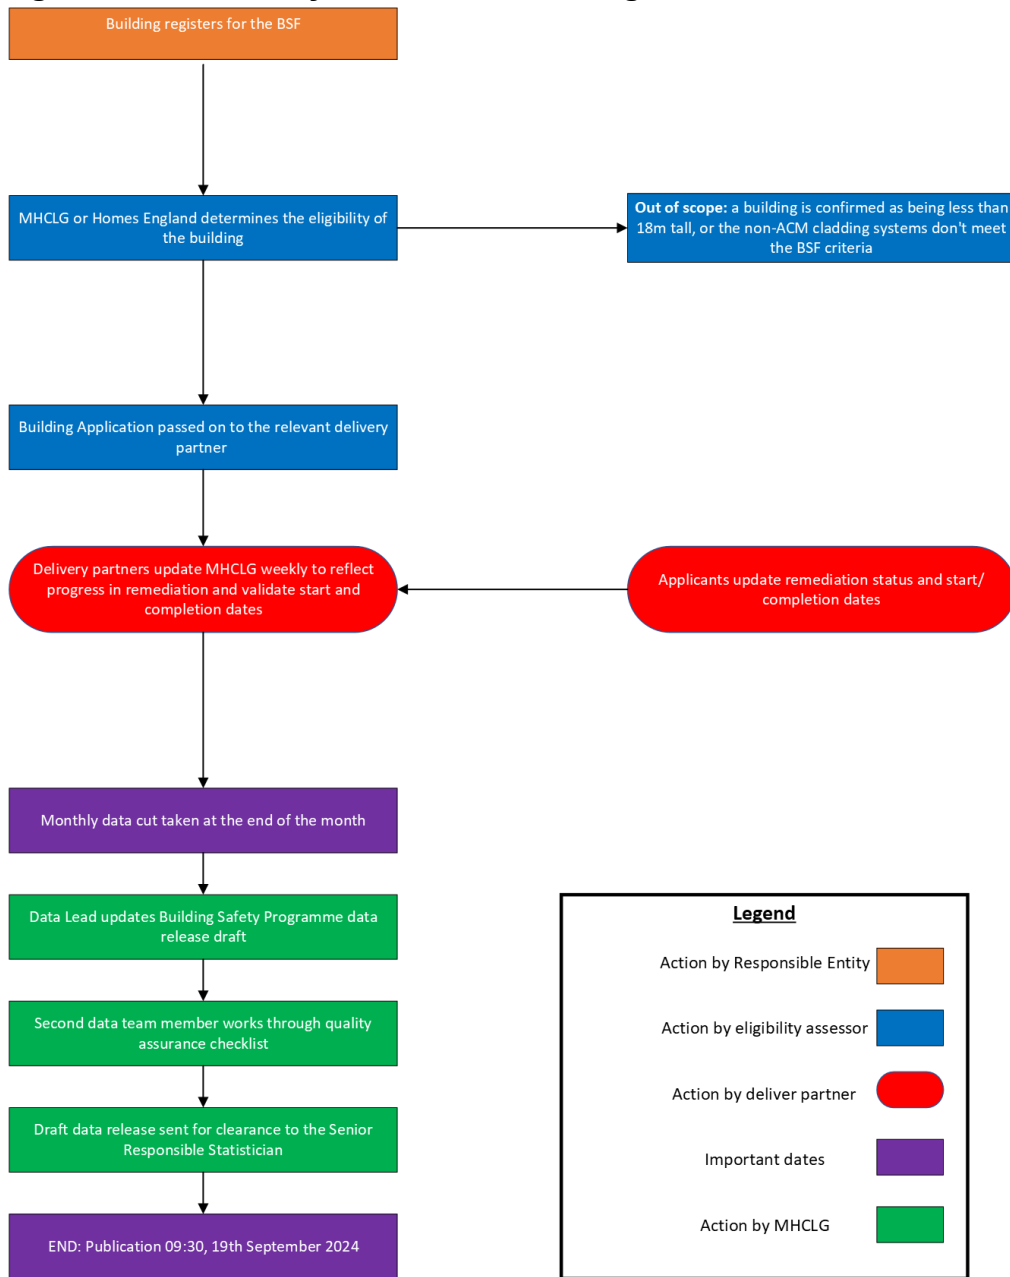 Building registers for the BSF
MHCLG or Homes England determines the eligibility of
the building
Out of scope: a building is confirmed as being less than
18m tall, or the non-ACM cladding systems don't meet
the BSF criteria
Building Application passed on to the relevant delivery
partner
Delivery partners update MHCLG weekly to reflect
progress in remediation and validate start and
completion dates
Applicants update remediation status and start/
completion dates
Monthly data cut taken at the end of the month
Data Lead updates Building Safety Programme data
release draft
Second data team member works through quality
assurance checklist
Draft data release sent for clearance to the Senior
Responsible Statistician
END: Publication 09:30, 19th September 2024
Legend
Action by Responsible Entity
Action by eligibility assessor
Action by deliver partner
Important dates
Action by MHCLG